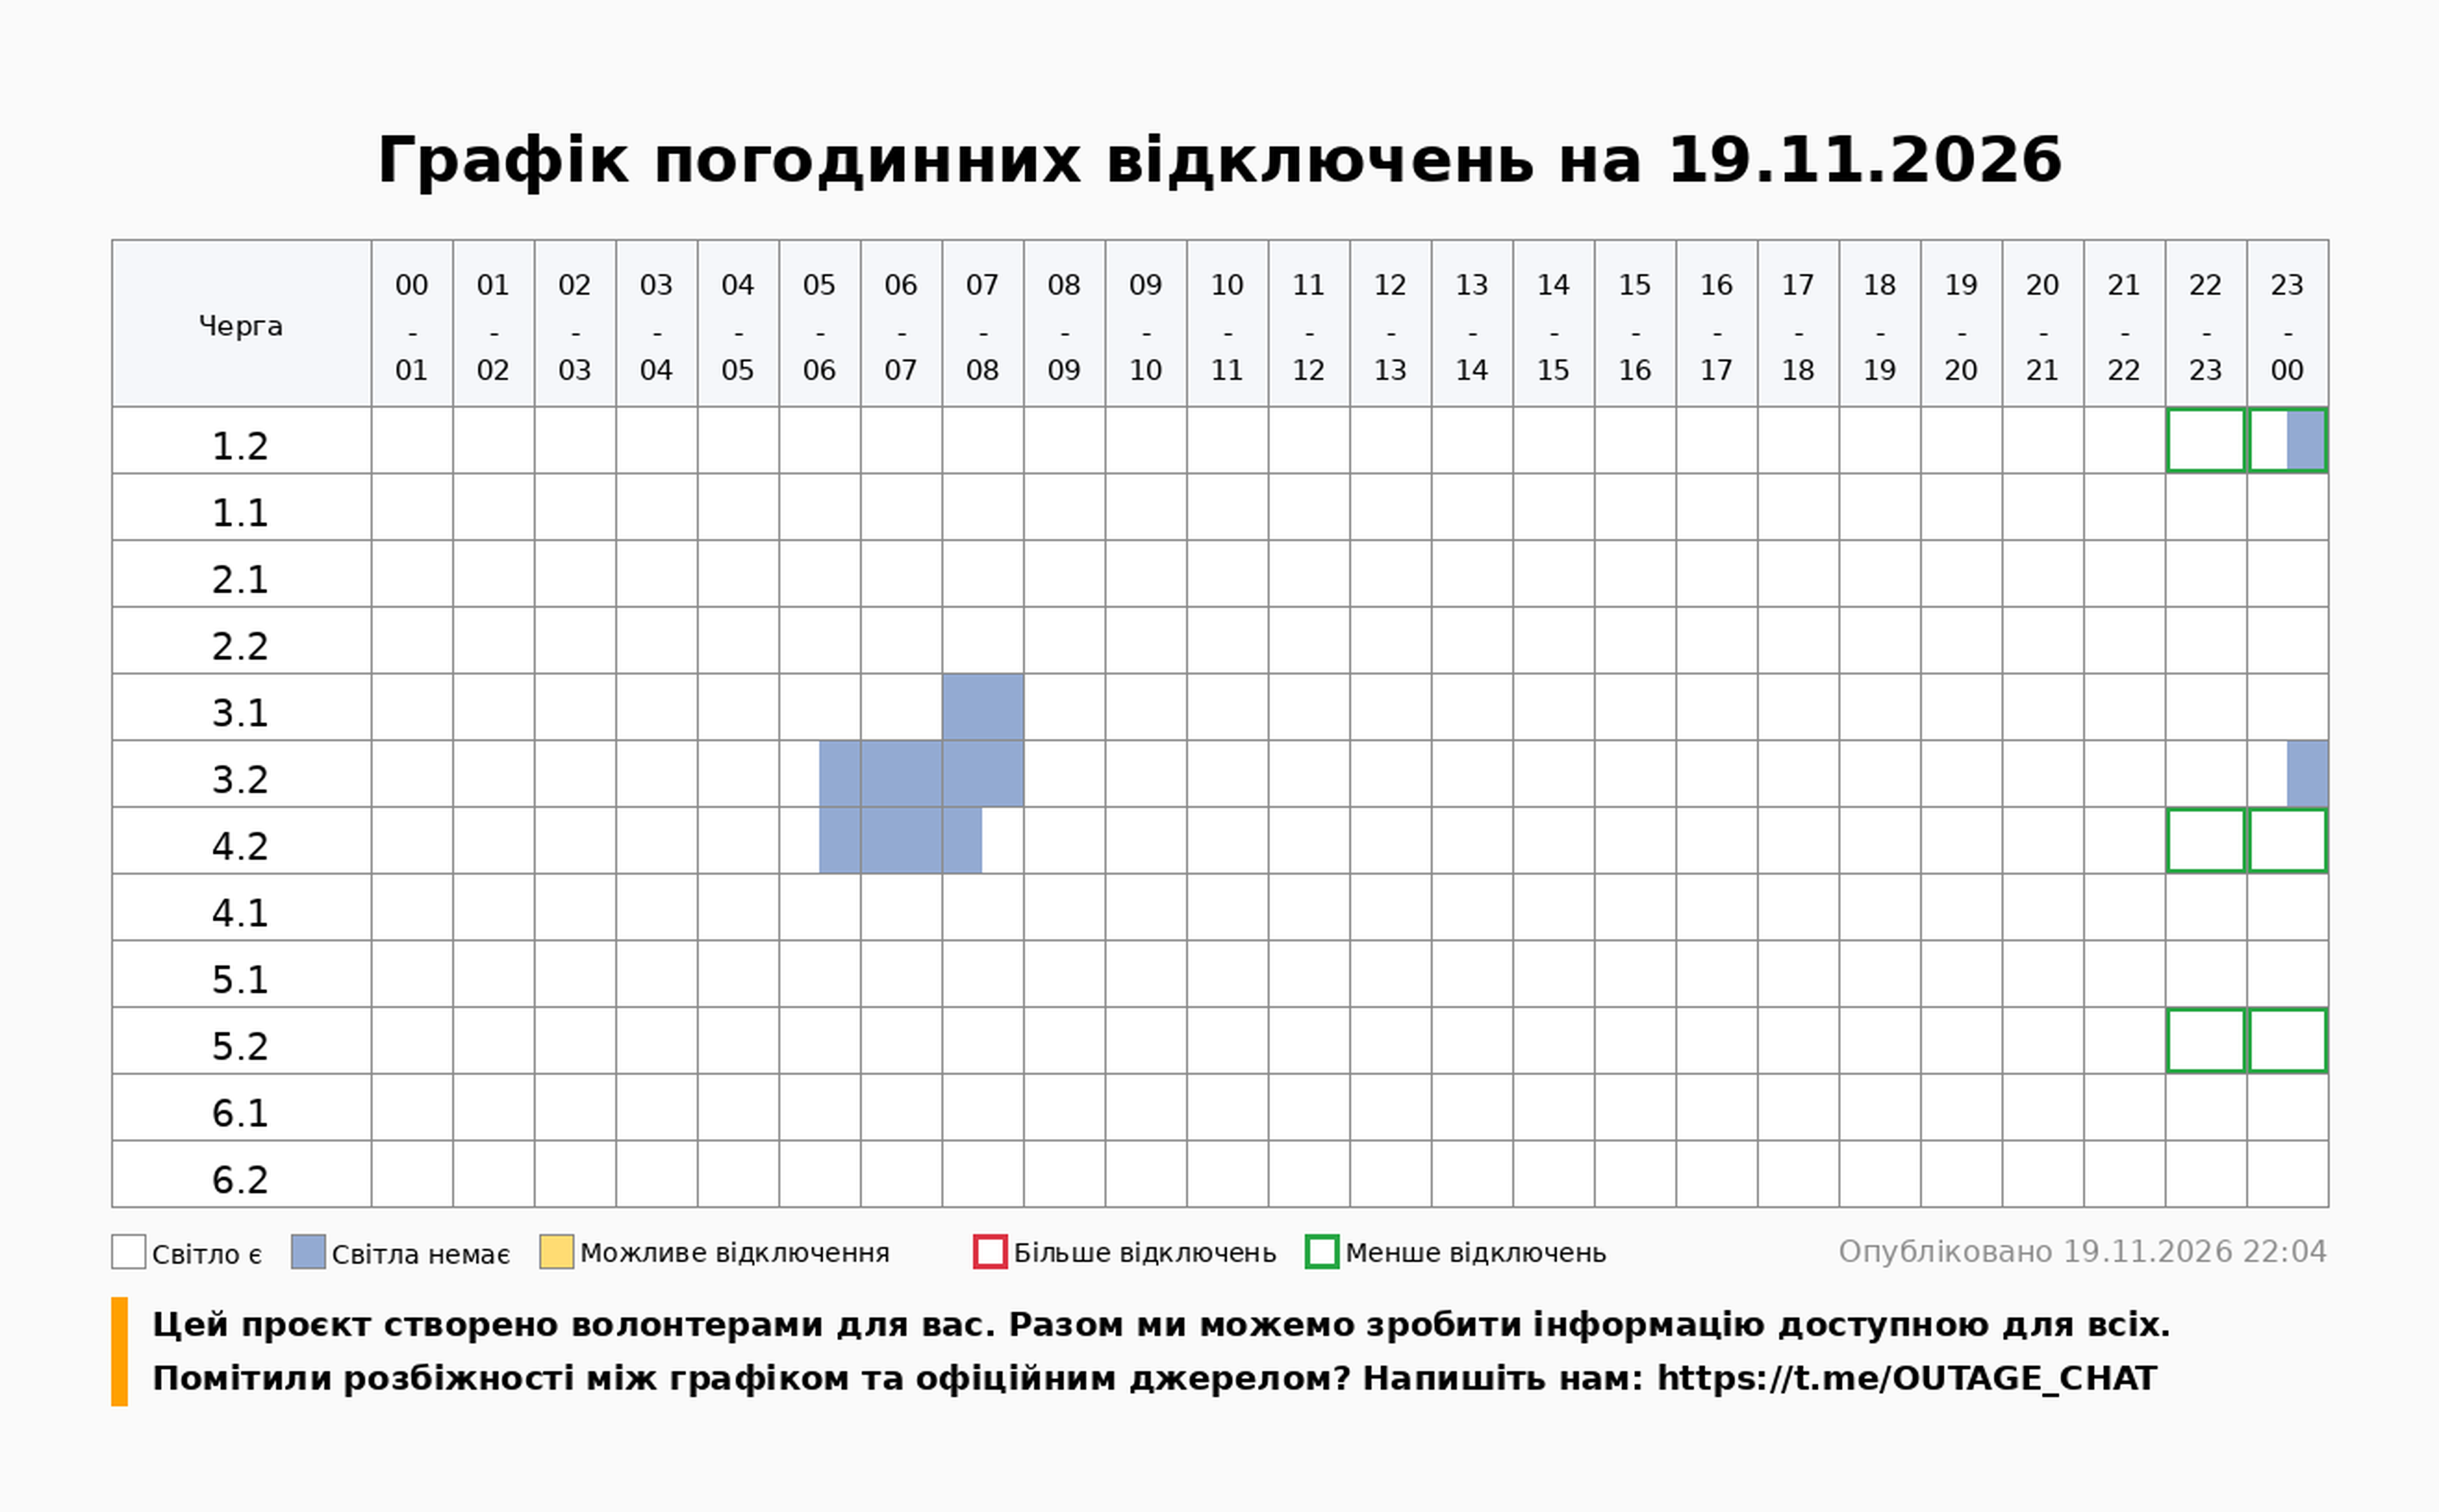 Графік погодинних відключень на 19.11.2026
Черга 00 - 01 01 - 02 02 - 03 03 - 04 04 - 05 05 - 06 06 - 07 07 - 08 08 - 09 09 - 10 10 - 11 11 - 12 12 - 13 13 - 14 14 - 15 15 - 16 16 - 17 17 - 18 18 - 19 19 - 20 20 - 21 21 - 22 22 - 23 23 - 00
1.2
1.1
2.1
2.2
3.1
3.2
4.2
4.1
5.1
5.2
6.1
6.2
Світло є Світла немає Можливе відключення Більше відключень Менше відключень Опубліковано 19.11.2026 22:04
Цей проєкт створено волонтерами для вас. Разом ми можемо зробити інформацію доступною для всіх.
Помітили розбіжності між графіком та офіційним джерелом? Напишіть нам: https://t.me/OUTAGE_CHAT